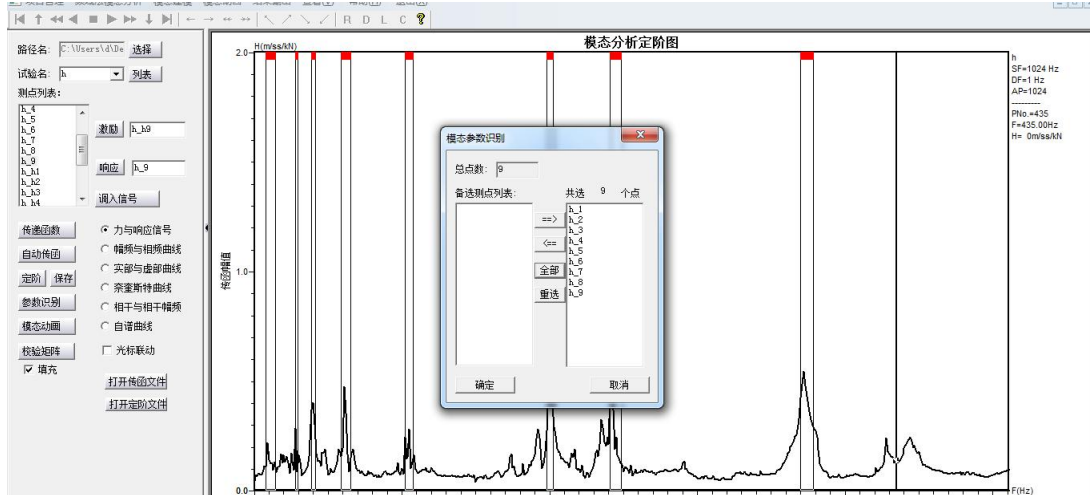 R D L C ?
路径名: C:\Users\d\De 选择
试验名: h 列表
测点列表:
h_4
h_5
h_6
h_7
h_8
h_9
h_h1
h_h2
h_h3
h_h4
激励 h_h9
响应 h_9
调入信号
传递函数
自动传函
定阶 保存
参数识别
模态动画
校验矩阵
填充
力与响应信号
幅频与相频曲线
实部与虚部曲线
奈奎斯特曲线
相干与相干幅频
自谱曲线
光标联动
打开传函文件
打开定阶文件
模态分析定阶图
H(m/ss/kN)
2.0
1.0
0.0
传函幅值
F(Hz)
h
SF=1024 Hz
DF=1 Hz
AP=1024
----------
PNo.=435
F=435.00Hz
H= 0m/ss/kN
模态参数识别
总点数: 9
备选测点列表:
共选 9 个点
==>
<==
全部
重选
h_1
h_2
h_3
h_4
h_5
h_6
h_7
h_8
h_9
确定
取消